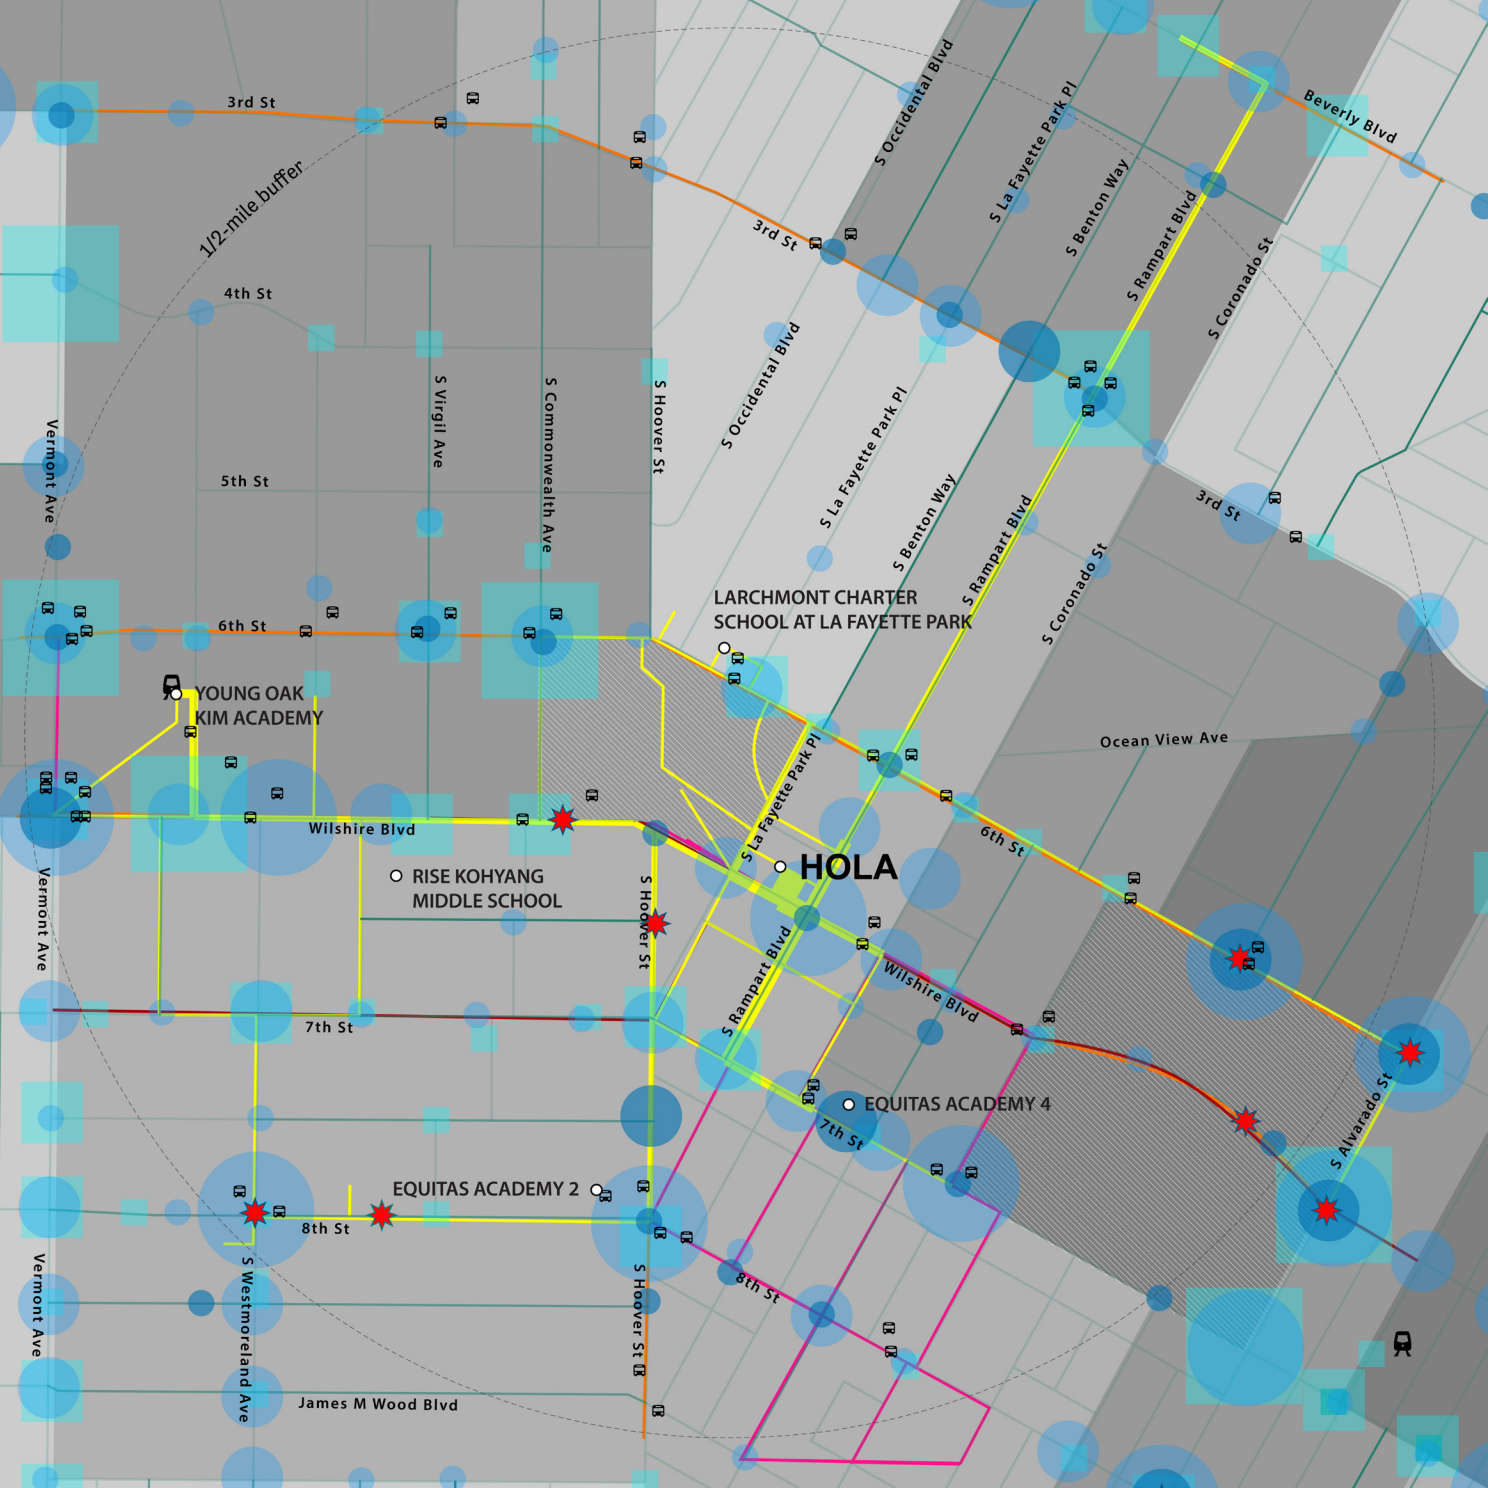 Beverly Blvd
3rd St
S Occidental Blvd
S La Fayette Park Pl
S Benton Way
S Rampart Blvd
S Coronado St
1/2-mile buffer
3rd St
4th St
S Occidental Blvd
S La Fayette Park Pl
S Virgil Ave
S Commonwealth Ave
S Hoover St
Vermont Ave
5th St
S Benton Way
S Rampart Blvd
3rd St
S Coronado St
LARCHMONT CHARTER
SCHOOL AT LA FAYETTE PARK
6th St
YOUNG OAK
KIM ACADEMY
Ocean View Ave
S La Fayette Park Pl
Wilshire Blvd
6th St
HOLA
RISE KOHYANG
MIDDLE SCHOOL
Vermont Ave
S Hoover St
S Rampart Blvd
Wilshire Blvd
7th St
EQUITAS ACADEMY 4
7th St
S Alvarado St
EQUITAS ACADEMY 2
8th St
Vermont Ave
S Westmoreland Ave
S Hoover St
8th St
James M Wood Blvd